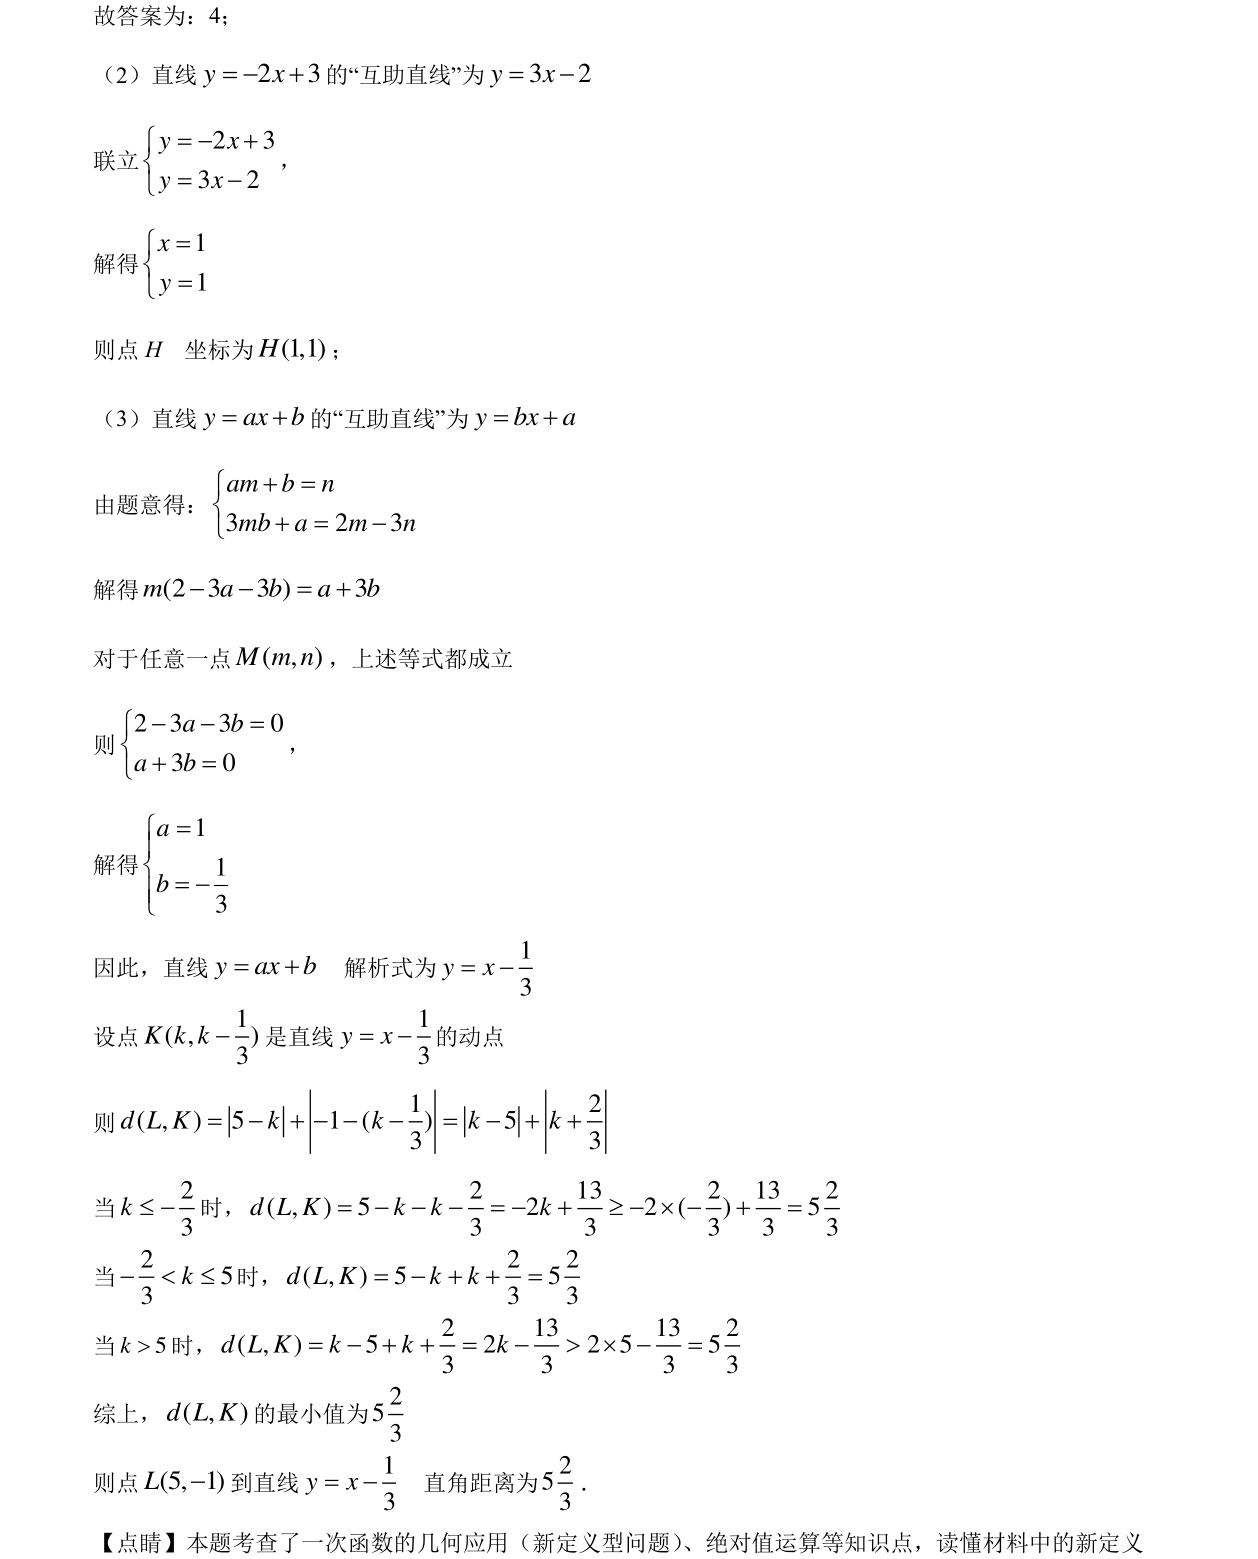 故答案为：4；
（2）直线 y = −2x + 3 的“互助直线”为 y = 3x − 2
联立 { y = −2x + 3 , y = 3x − 2 ，
解得 { x = 1 , y = 1
则点 H 坐标为 H(1,1)；
（3）直线 y = ax + b 的“互助直线”为 y = bx + a
由题意得： { am + b = n , 3mb + a = 2m − 3n
解得 m(2 − 3a − 3b) = a + 3b
对于任意一点 M(m,n)，上述等式都成立
则 { 2 − 3a − 3b = 0 , a + 3b = 0 ，
解得 { a = 1 , b = −1/3
因此，直线 y = ax + b 解析式为 y = x − 1/3
设点 K(k, k − 1/3) 是直线 y = x − 1/3 的动点
则 d(L,K) = |5 − k| + |−1 − (k − 1/3)| = |k − 5| + |k + 2/3|
当 k ≤ −2/3 时，d(L,K) = 5 − k − k − 2/3 = −2k + 13/3 ≥ −2×(−2/3) + 13/3 = 5 2/3
当 −2/3 < k ≤ 5 时，d(L,K) = 5 − k + k + 2/3 = 5 2/3
当 k > 5 时，d(L,K) = k − 5 + k + 2/3 = 2k − 13/3 > 2×5 − 13/3 = 5 2/3
综上，d(L,K) 的最小值为 5 2/3
则点 L(5,−1) 到直线 y = x − 1/3 直角距离为 5 2/3．
【点睛】本题考查了一次函数的几何应用（新定义型问题）、绝对值运算等知识点，读懂材料中的新定义